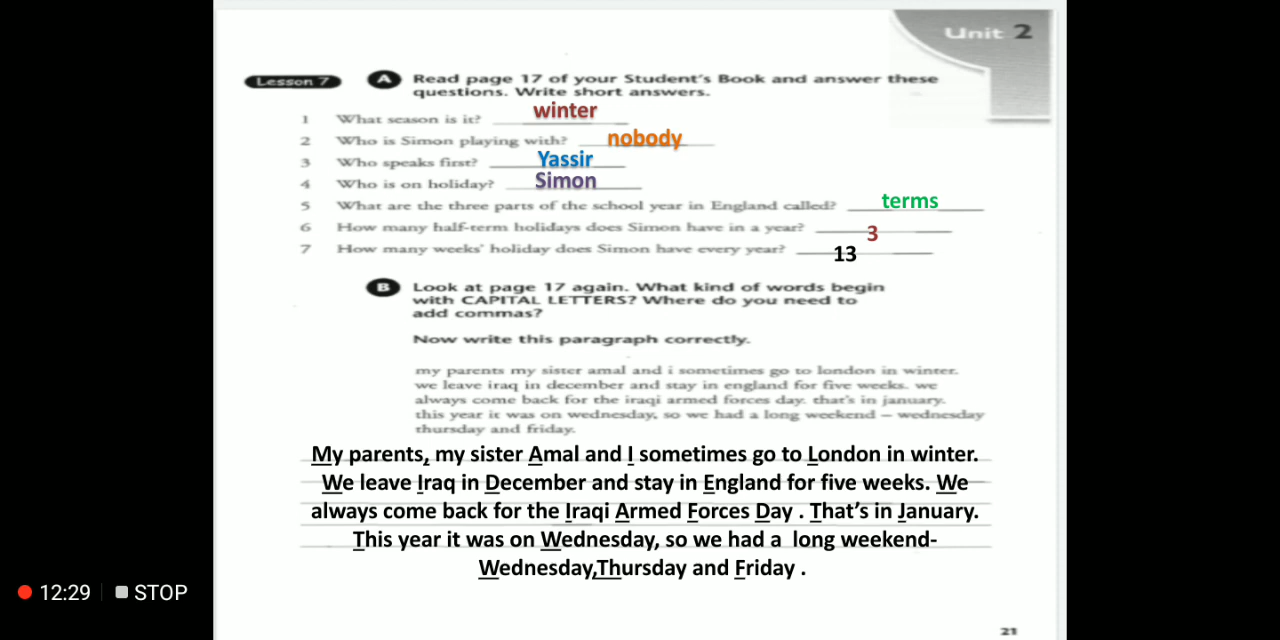 Unit 2
Lesson 7 A Read page 17 of your Student's Book and answer these
questions. Write short answers.
1 What season is it? winter
2 Who is Simon playing with? nobody
3 Who speaks first? Yassir
4 Who is on holiday? Simon
5 What are the three parts of the school year in England called? terms
6 How many half-term holidays does Simon have in a year? 3
7 How many weeks' holiday does Simon have every year? 13
B Look at page 17 again. What kind of words begin
with CAPITAL LETTERS? Where do you need to
add commas?
Now write this paragraph correctly.
my parents my sister amal and i sometimes go to london in winter.
we leave iraq in december and stay in england for five weeks. we
always come back for the iraqi armed forces day. that's in january.
this year it was on wednesday, so we had a long weekend – wednesday
thursday and friday.
My parents, my sister Amal and I sometimes go to London in winter.
We leave Iraq in December and stay in England for five weeks. We
always come back for the Iraqi Armed Forces Day . That's in January.
This year it was on Wednesday, so we had a long weekend-
Wednesday,Thursday and Friday .
12:29 STOP
21